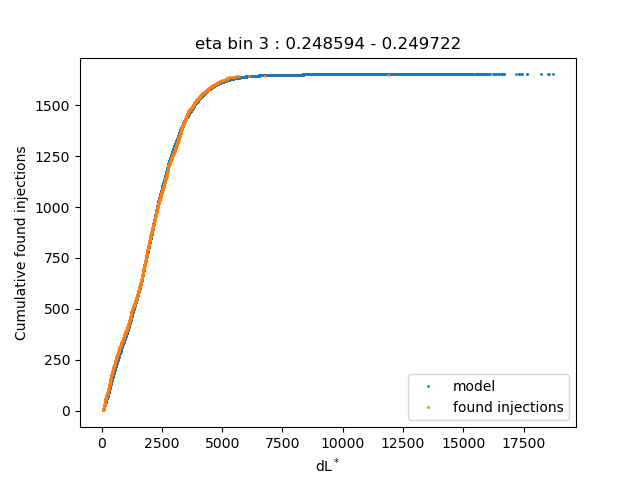 eta bin 3 : 0.248594 - 0.249722
Cumulative found injections
1500
1250
1000
750
500
250
0
0 2500 5000 7500 10000 12500 15000 17500
dL*
model
found injections